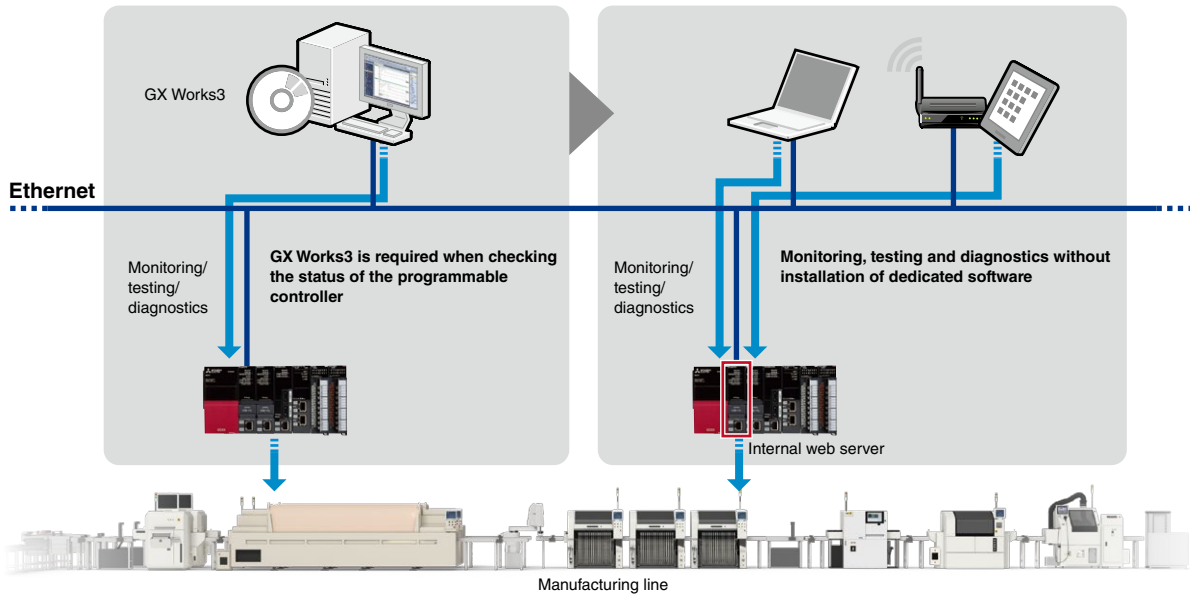 GX Works3
Ethernet
Monitoring/
testing/
diagnostics
GX Works3 is required when checking
the status of the programmable
controller
Monitoring/
testing/
diagnostics
Monitoring, testing and diagnostics without
installation of dedicated software
Internal web server
Manufacturing line